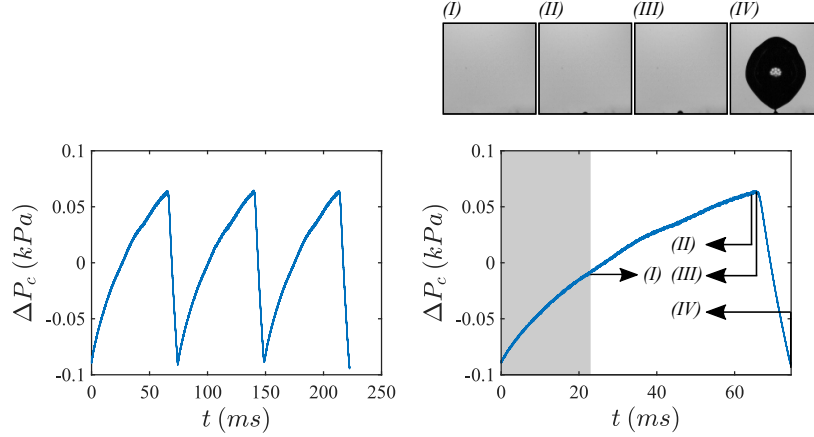 (I) (II) (III) (IV)
0.1
0.05
0
-0.05
-0.1
ΔP_c (kPa)
0 50 100 150 200 250
t (ms)
0.1
0.05
0
-0.05
-0.1
ΔP_c (kPa)
(II)
(I) (III)
(IV)
0 20 40 60
t (ms)